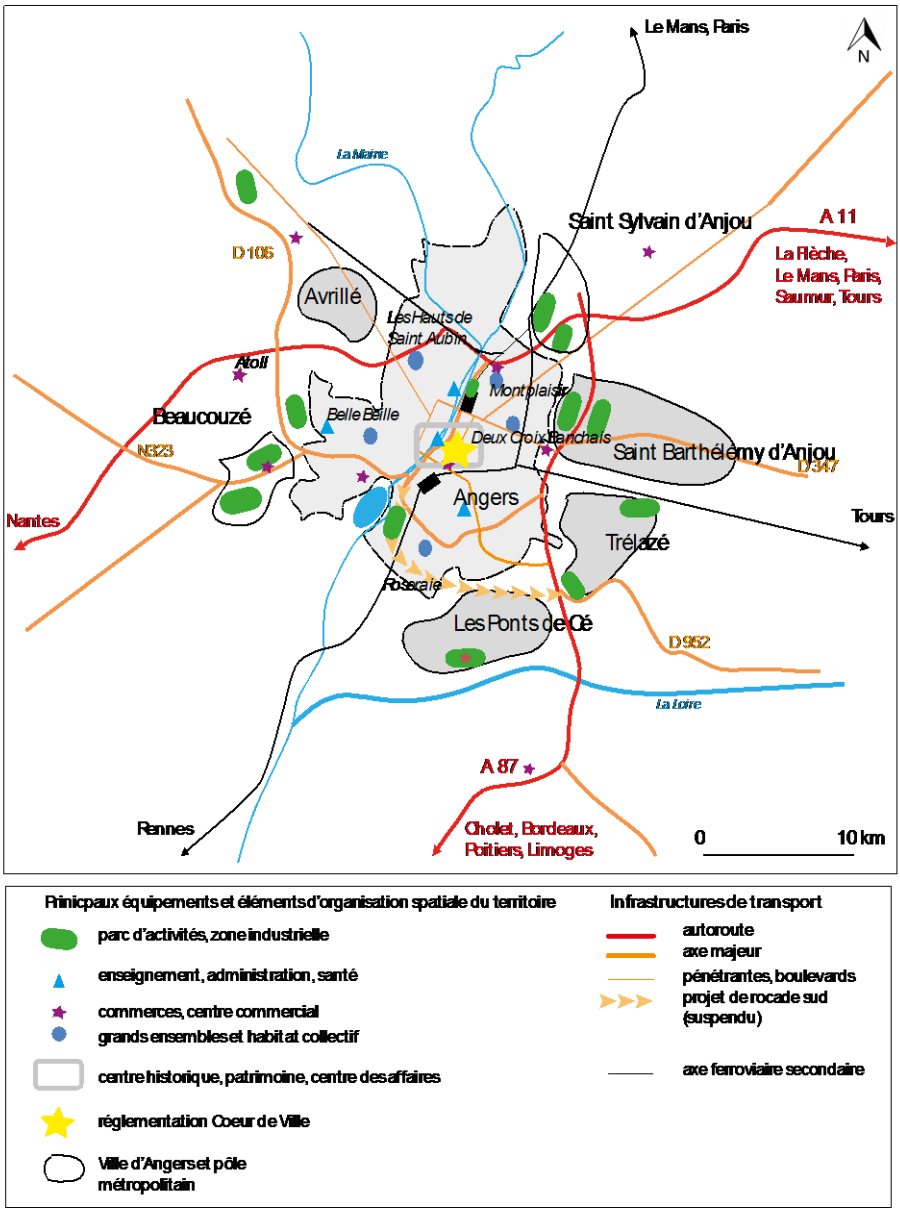 Le Mans, Paris
N
La Maine
Saint Sylvain d'Anjou
A 11
D 106
La Flèche,
Le Mans, Paris,
Saumur, Tours
Avrillé
Les Hauts de
Saint Aubin
Atoll
Montplaisir
Beaucouzé
Belle Beille
Deux Croix-Banchais
N323
Saint Barthélémy d'Anjou
D 347
Angers
Nantes
Tours
Trélazé
Roseraie
Les Ponts de Cé
D 952
La Loire
A 87
Rennes
Cholet, Bordeaux,
Poitiers, Limoges
0 10 km
Prinicpaux équipements et éléments d'organisation spatiale du territoire
parc d'activités, zone industrielle
enseignement, administration, santé
commerces, centre commercial
grands ensembles et habitat collectif
centre historique, patrimoine, centre des affaires
réglementation Coeur de Ville
Ville d'Angers et pôle
métropolitain
Infrastructures de transport
autoroute
axe majeur
pénétrantes, boulevards
projet de rocade sud
(suspendu)
axe ferroviaire secondaire